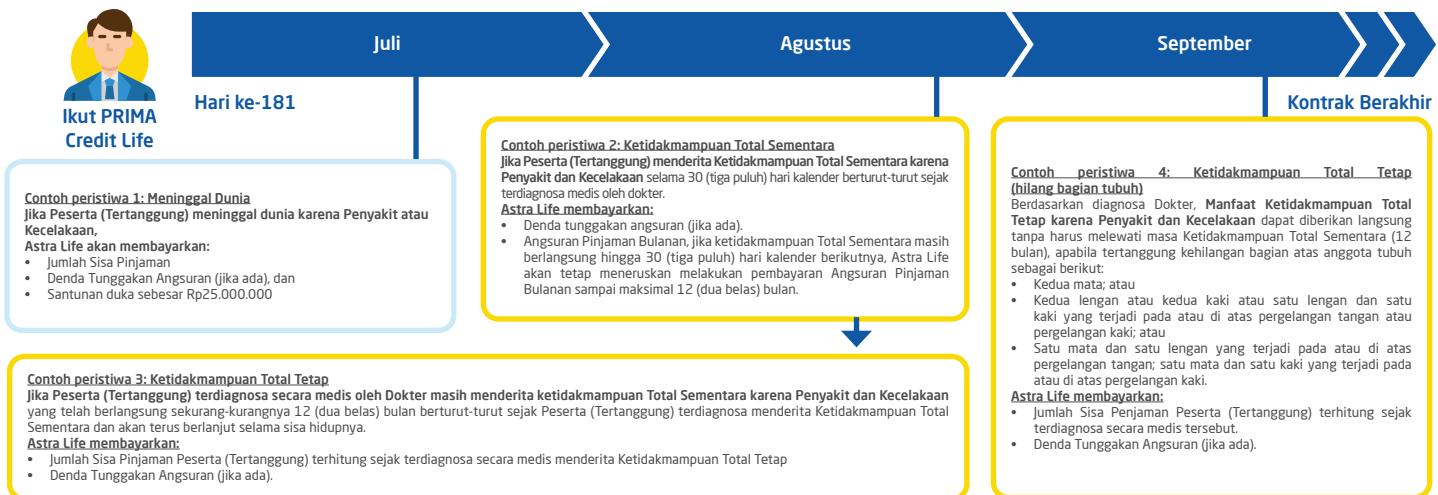 Juli
Agustus
September
Ikut PRIMA
Credit Life
Hari ke-181
Kontrak Berakhir
Contoh peristiwa 1: Meninggal Dunia
Jika Peserta (Tertanggung) meninggal dunia karena Penyakit atau
Kecelakaan,
Astra Life akan membayarkan:
• Jumlah Sisa Pinjaman
• Denda Tunggakan Angsuran (jika ada), dan
• Santunan duka sebesar Rp25.000.000
Contoh peristiwa 2: Ketidakmampuan Total Sementara
Jika Peserta (Tertanggung) menderita Ketidakmampuan Total Sementara karena
Penyakit dan Kecelakaan selama 30 (tiga puluh) hari kalender berturut-turut sejak
terdiagnosa medis oleh dokter.
Astra Life membayarkan:
• Denda tunggakan angsuran (jika ada).
• Angsuran Pinjaman Bulanan, jika ketidakmampuan Total Sementara masih
berlangsung hingga 30 (tiga puluh) hari kalender berikutnya, Astra Life
akan tetap meneruskan melakukan pembayaran Angsuran Pinjaman
Bulanan sampai maksimal 12 (dua belas) bulan.
Contoh peristiwa 3: Ketidakmampuan Total Tetap
Jika Peserta (Tertanggung) terdiagnosa secara medis oleh Dokter masih menderita ketidakmampuan Total Sementara karena Penyakit dan Kecelakaan
yang telah berlangsung sekurang-kurangnya 12 (dua belas) bulan berturut-turut sejak Peserta (Tertanggung) terdiagnosa menderita Ketidakmampuan Total
Sementara dan akan terus berlanjut selama sisa hidupnya.
Astra Life membayarkan:
• Jumlah Sisa Pinjaman Peserta (Tertanggung) terhitung sejak terdiagnosa secara medis menderita Ketidakmampuan Total Tetap
• Denda Tunggakan Angsuran (jika ada).
Contoh peristiwa 4: Ketidakmampuan Total Tetap
(hilang bagian tubuh)
Berdasarkan diagnosa Dokter, Manfaat Ketidakmampuan Total
Tetap karena Penyakit dan Kecelakaan dapat diberikan langsung
tanpa harus melewati masa Ketidakmampuan Total Sementara (12
bulan), apabila tertanggung kehilangan bagian atas anggota tubuh
sebagai berikut:
• Kedua mata; atau
• Kedua lengan atau kedua kaki atau satu lengan dan satu
kaki yang terjadi pada atau di atas pergelangan tangan atau
pergelangan kaki; atau
• Satu mata dan satu lengan yang terjadi pada atau di atas
pergelangan tangan; satu mata dan satu kaki yang terjadi pada
atau di atas pergelangan kaki.
Astra Life membayarkan:
• Jumlah Sisa Penjaman Peserta (Tertanggung) terhitung sejak
terdiagnosa secara medis tersebut.
• Denda Tunggakan Angsuran (jika ada).